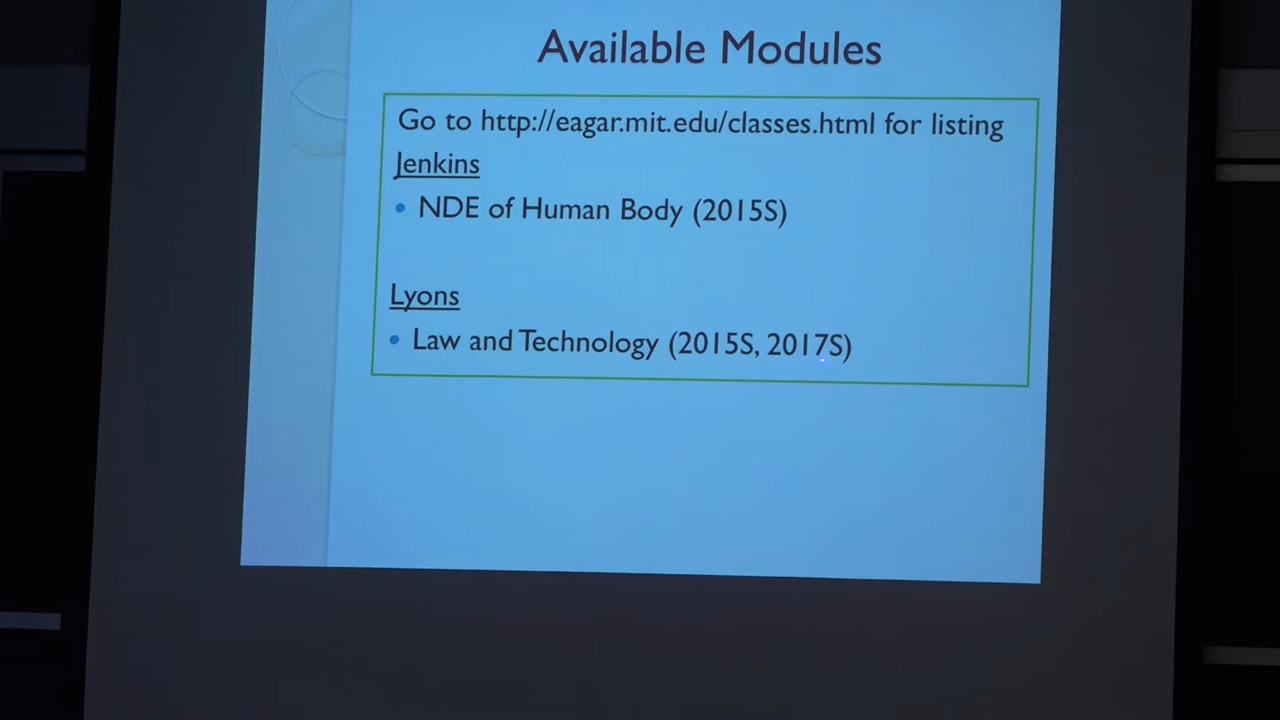 Available Modules
Go to http://eagar.mit.edu/classes.html for listing
Jenkins
• NDE of Human Body (2015S)
Lyons
• Law and Technology (2015S, 2017S)